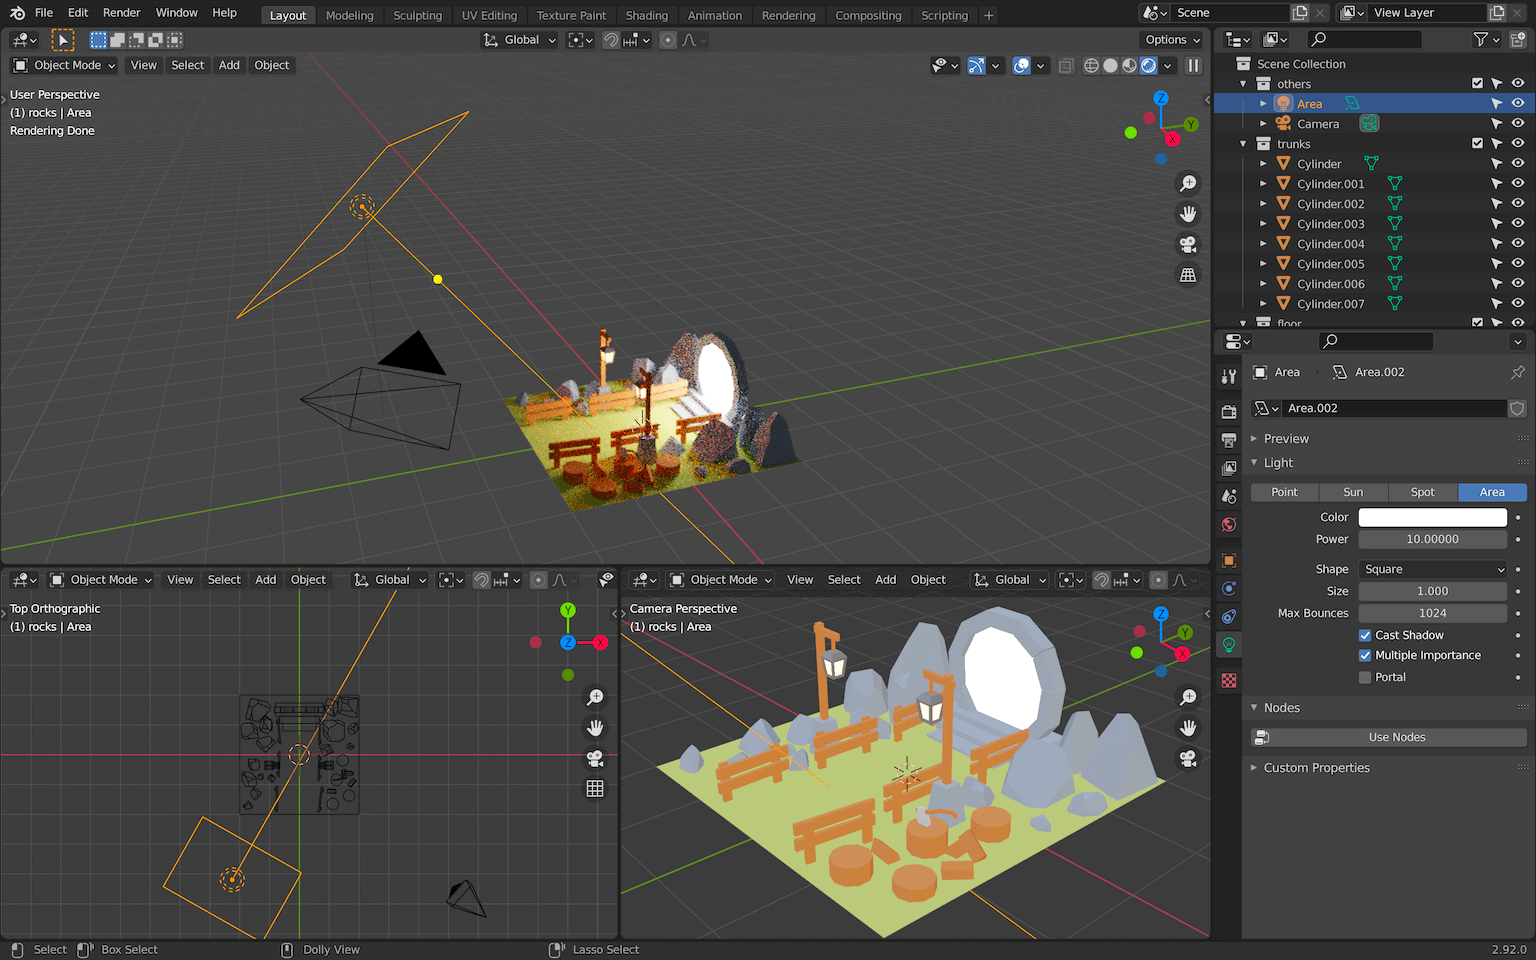 File Edit Render Window Help Layout Modeling Sculpting UV Editing Texture Paint Shading Animation Rendering Compositing Scripting + Scene View Layer
Global Options
Object Mode View Select Add Object
User Perspective
(1) rocks | Area
Rendering Done
Z
Y
X
Scene Collection
others
Area
Camera
trunks
Cylinder
Cylinder.001
Cylinder.002
Cylinder.003
Cylinder.004
Cylinder.005
Cylinder.006
Cylinder.007
floor
Area Area.002
Area.002
Preview
Light
Point Sun Spot Area
Color
Power 10.00000
Shape Square
Size 1.000
Max Bounces 1024
Cast Shadow
Multiple Importance
Portal
Nodes
Use Nodes
Custom Properties
Object Mode View Select Add Object Global
Top Orthographic
(1) rocks | Area
Y
Z X
Object Mode View Select Add Object Global
Camera Perspective
(1) rocks | Area
Z
Y
X
Select Box Select Dolly View Lasso Select 2.92.0